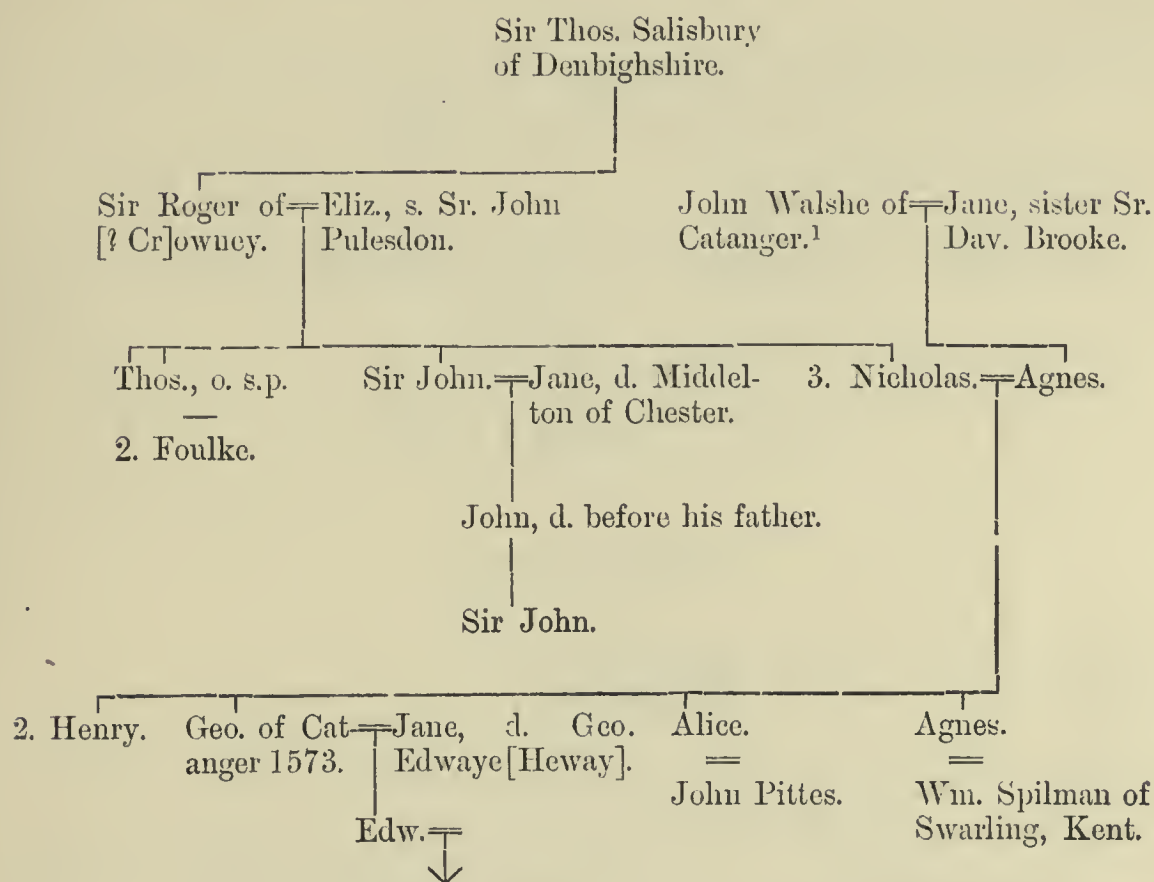 Sir Thos. Salisbury
of Denbighshire.
Sir Roger of
[? Cr]owney.
Eliz., s. Sr. John
Pulesdon.
John Walshe of
Catanger.¹
Jane, sister Sr.
Dav. Brooke.
Thos., o. s.p.
2. Foulke.
Sir John.
Jane, d. Middel-
ton of Chester.
3. Nicholas.
Agnes.
John, d. before his father.
Sir John.
2. Henry.
Geo. of Cat-
anger 1573.
Jane, d. Geo.
Edwaye[Heway].
Alice.
John Pittes.
Agnes.
Wm. Spilman of
Swarling, Kent.
Edw.